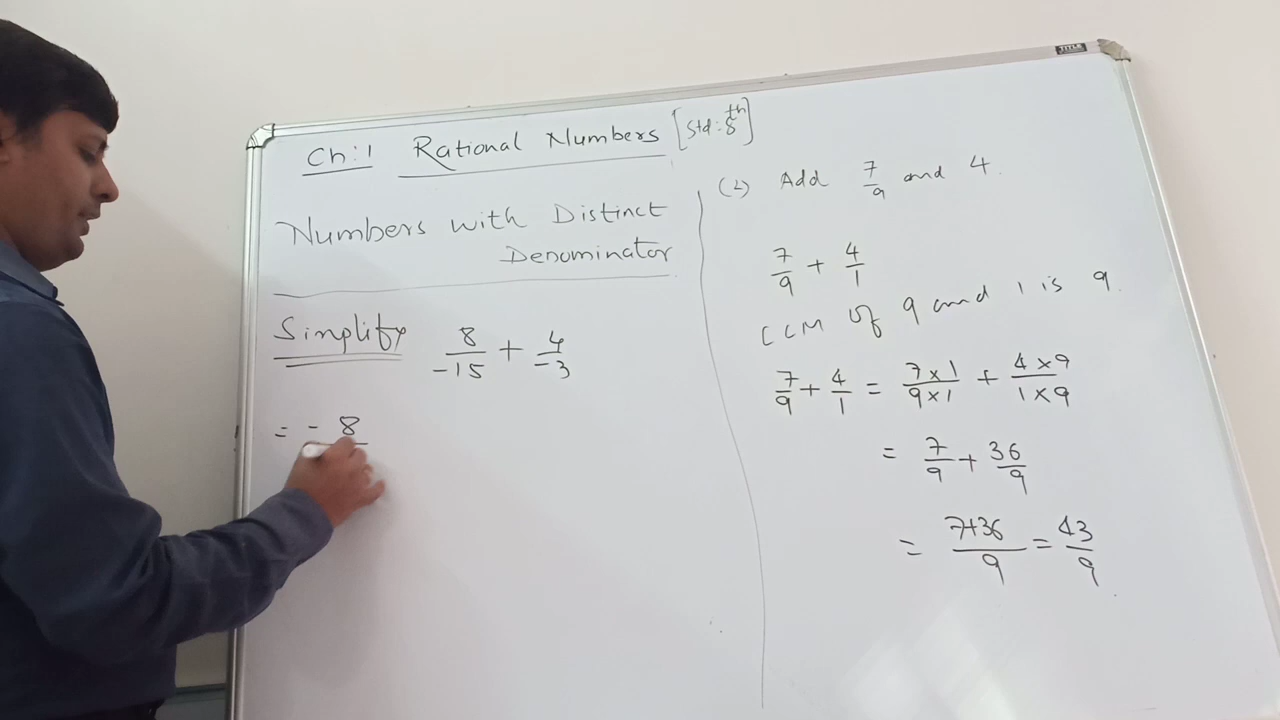 TITLE
Ch:1 Rational Numbers [Std:8th]
Numbers with Distinct
Denominator
Simplify 8/-15 + 4/-3
= - 8
(2) Add 7/9 and 4.
7/9 + 4/1
LCM of 9 and 1 is 9.
7/9 + 4/1 = 7×1/9×1 + 4×9/1×9
= 7/9 + 36/9
= 7+36/9 = 43/9